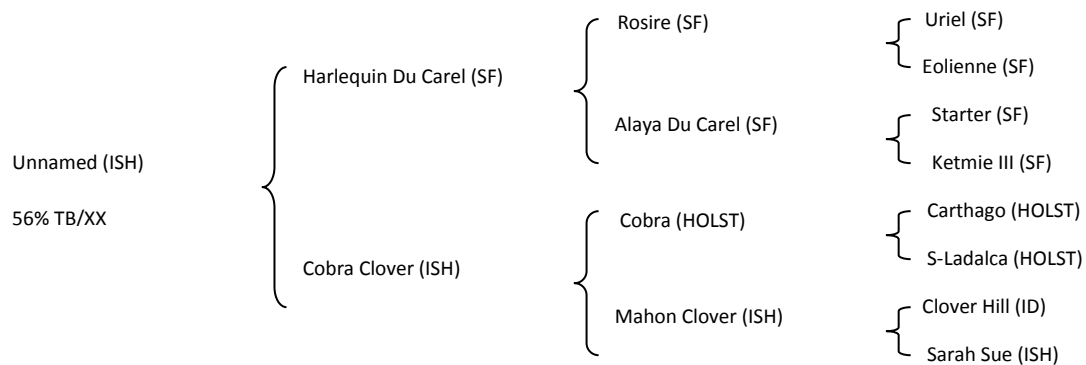 Rosire (SF)
Uriel (SF)
Eolienne (SF)
Harlequin Du Carel (SF)
Alaya Du Carel (SF)
Starter (SF)
Ketmie III (SF)
Unnamed (ISH)
56% TB/XX
Cobra (HOLST)
Carthago (HOLST)
S-Ladalca (HOLST)
Cobra Clover (ISH)
Mahon Clover (ISH)
Clover Hill (ID)
Sarah Sue (ISH)